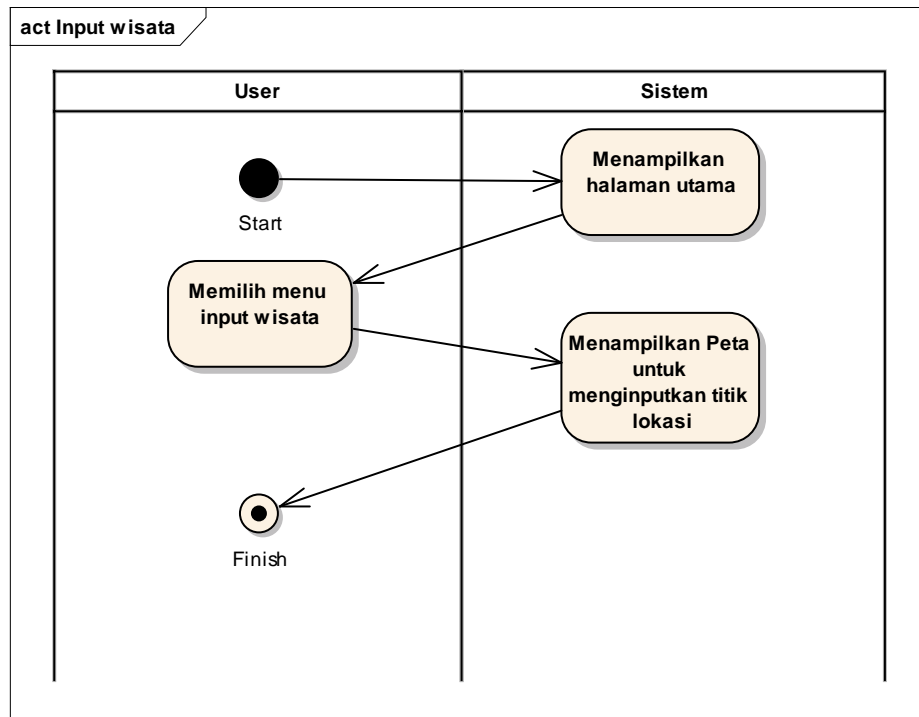 act Input wisata
User
Sistem
Menampilkan
halaman utama
Start
Memilih menu
input wisata
Menampilkan Peta
untuk
menginputkan titik
lokasi
Finish